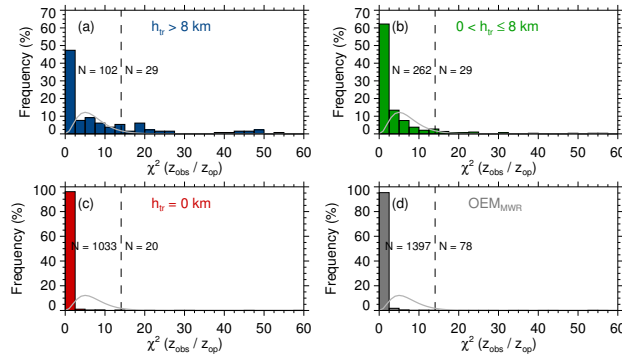 (a) h_tr > 8 km
N = 102 N = 29
Frequency (%)
70
60
50
40
30
20
10
0
0 10 20 30 40 50 60
χ² (z_obs / z_op)
(b) 0 < h_tr ≤ 8 km
N = 262 N = 29
Frequency (%)
70
60
50
40
30
20
10
0
0 10 20 30 40 50 60
χ² (z_obs / z_op)
(c) h_tr = 0 km
N = 1033 N = 20
Frequency (%)
100
80
60
40
20
0
0 10 20 30 40 50 60
χ² (z_obs / z_op)
(d) OEM_MWR
N = 1397 N = 78
Frequency (%)
100
80
60
40
20
0
0 10 20 30 40 50 60
χ² (z_obs / z_op)